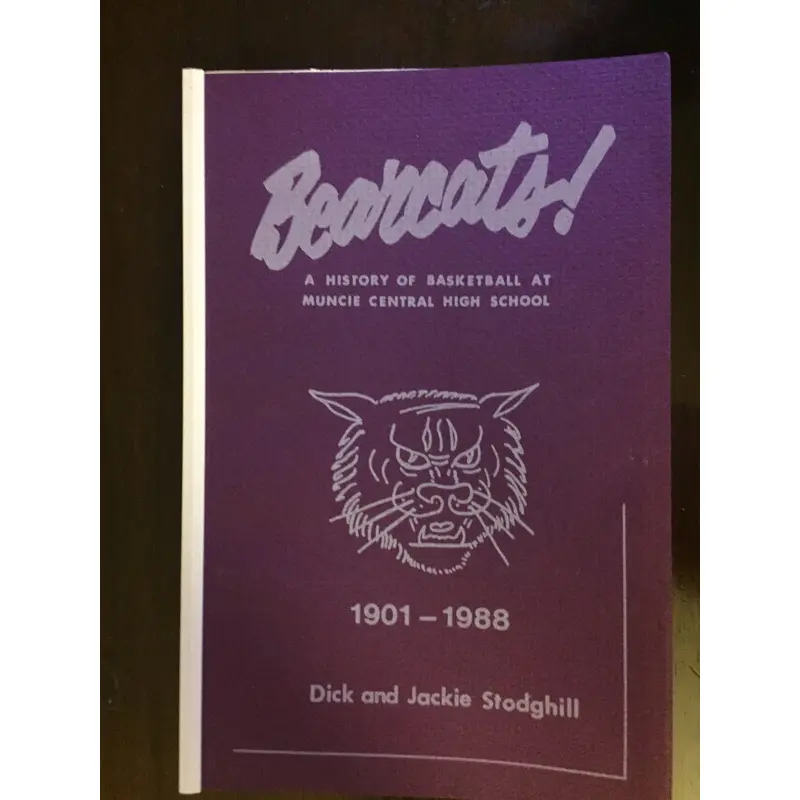 Bearcats!
A HISTORY OF BASKETBALL AT
MUNCIE CENTRAL HIGH SCHOOL
1901 – 1988
Dick and Jackie Stodghill